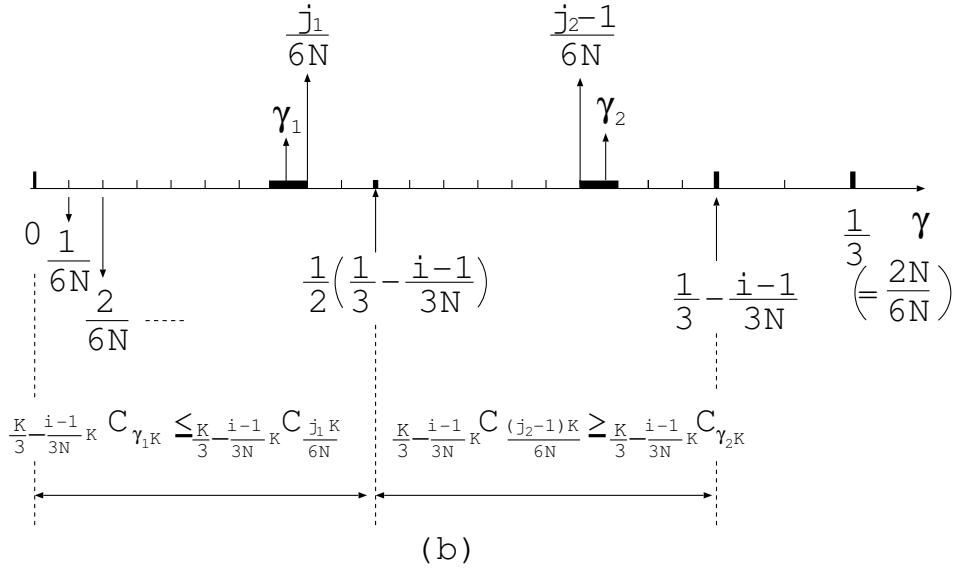 j₁/6N
(j₂−1)/6N
γ₁
γ₂
0
1/6N
2/6N
1/2(1/3 − (i−1)/3N)
1/3 − (i−1)/3N
1/3
γ
(= 2N/6N)
K/3 − (i−1)/3N K C γ₁K ≤ K/3 − (i−1)/3N K C j₁K/6N
K/3 − (i−1)/3N K C (j₂−1)K/6N ≥ K/3 − (i−1)/3N K C γ₂K
(b)